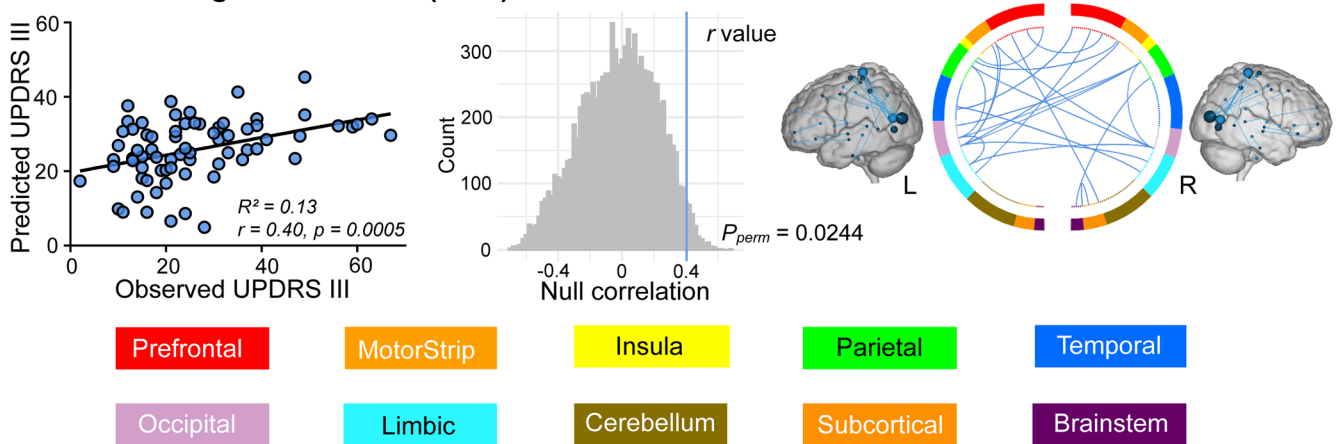 Predicted UPDRS III
60
40
20
0
0
20
40
60
Observed UPDRS III
R² = 0.13
r = 0.40, p = 0.0005
Count
300
200
100
0
-0.4
0
0.4
Null correlation
r value
Pperm = 0.0244
L
R
Prefrontal
MotorStrip
Insula
Parietal
Temporal
Occipital
Limbic
Cerebellum
Subcortical
Brainstem